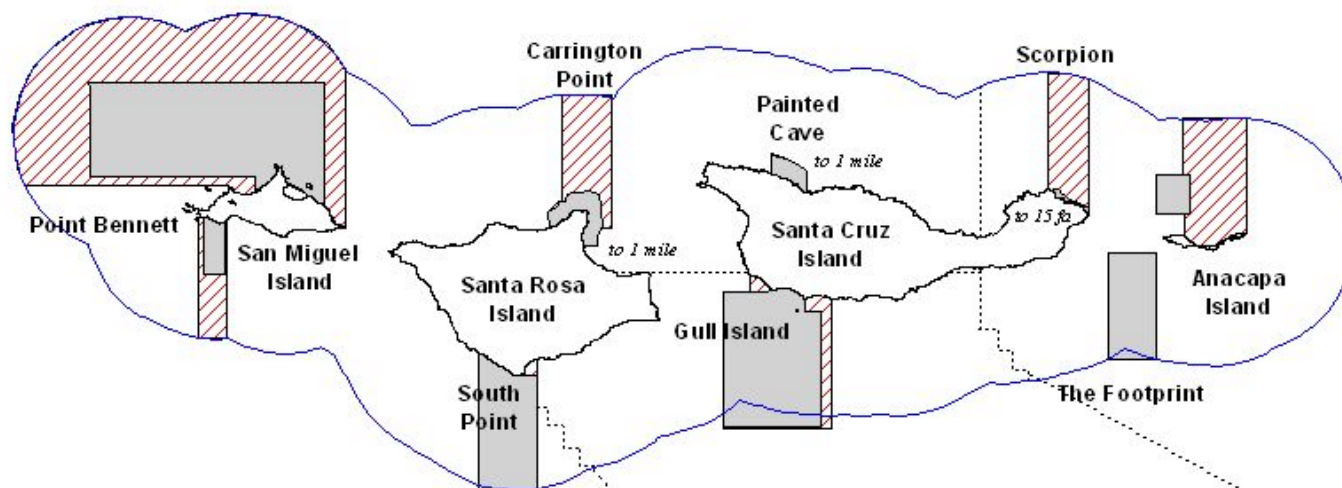 Carrington
Point
Scorpion
Painted
Cave
to 1 mile
Point Bennett
San Miguel
Island
to 1 mile
Santa Rosa
Island
Santa Cruz
Island
to 15 fa
Gull Island
Anacapa
Island
South
Point
The Footprint